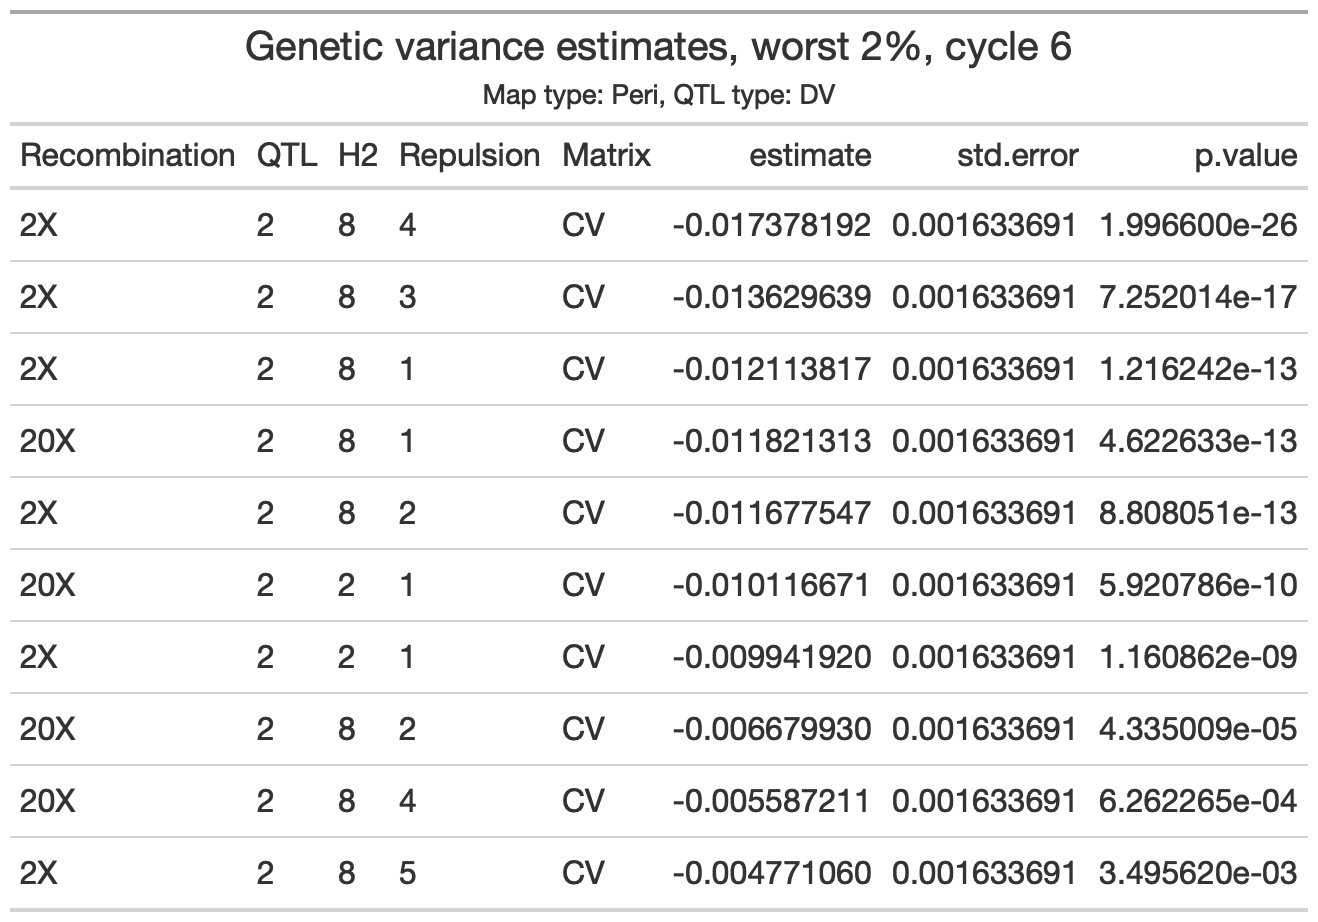 Genetic variance estimates, worst 2%, cycle 6
Map type: Peri, QTL type: DV
Recombination QTL H2 Repulsion Matrix estimate std.error p.value
2X 2 8 4 CV -0.017378192 0.001633691 1.996600e-26
2X 2 8 3 CV -0.013629639 0.001633691 7.252014e-17
2X 2 8 1 CV -0.012113817 0.001633691 1.216242e-13
20X 2 8 1 CV -0.011821313 0.001633691 4.622633e-13
2X 2 8 2 CV -0.011677547 0.001633691 8.808051e-13
20X 2 2 1 CV -0.010116671 0.001633691 5.920786e-10
2X 2 2 1 CV -0.009941920 0.001633691 1.160862e-09
20X 2 8 2 CV -0.006679930 0.001633691 4.335009e-05
20X 2 8 4 CV -0.005587211 0.001633691 6.262265e-04
2X 2 8 5 CV -0.004771060 0.001633691 3.495620e-03